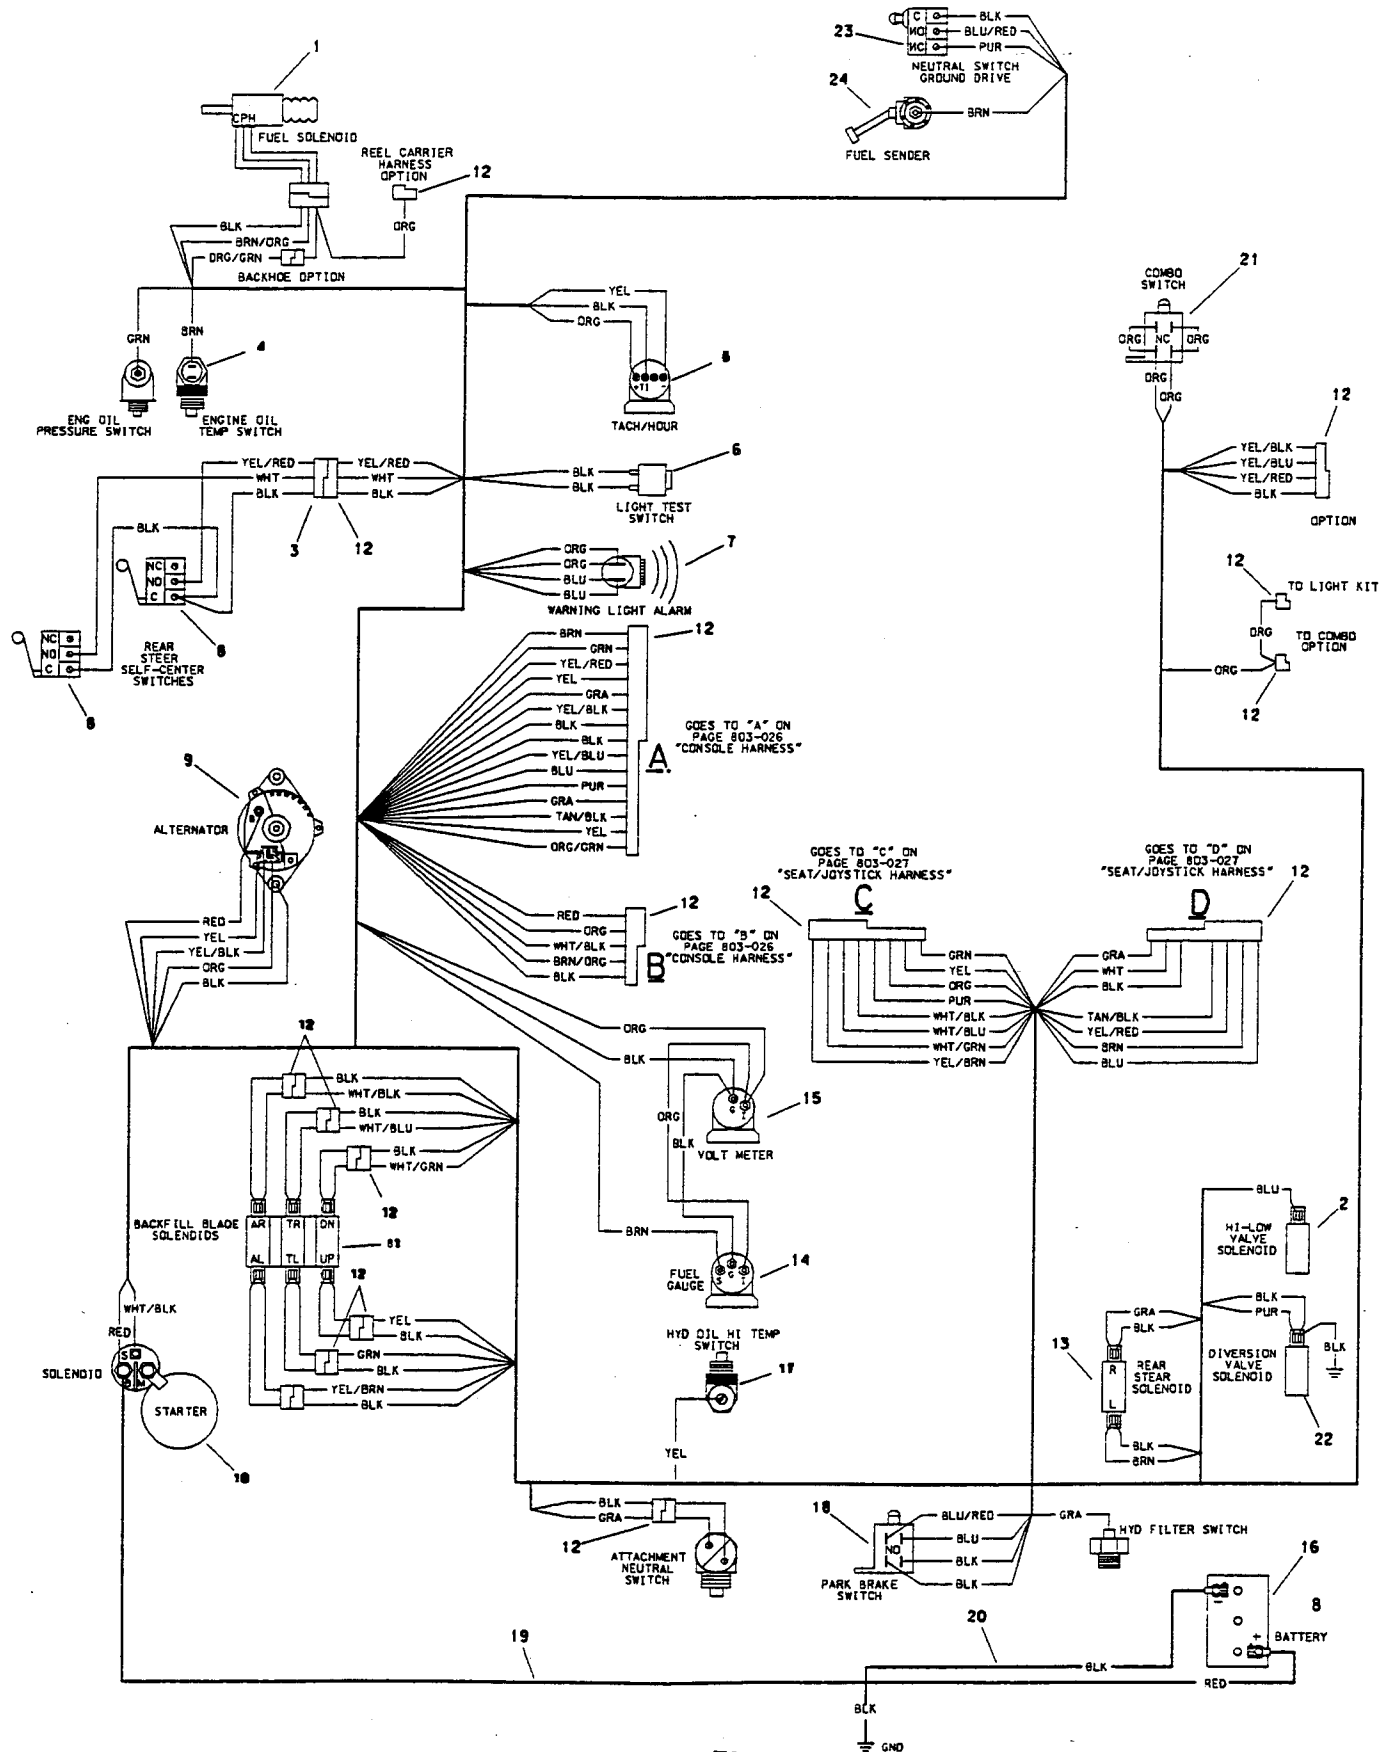 1
CPH
FUEL SOLENOID
REEL CARRIER
HARNESS
OPTION
12
ORG
BLK
BRN/ORG
ORG/GRN
BACKHOE OPTION
C
NO
NC
BLK
BLU/RED
PUR
23
NEUTRAL SWITCH
GROUND DRIVE
24
BRN
FUEL SENDER
GRN
BRN
4
ENG OIL
PRESSURE SWITCH
ENGINE OIL
TEMP SWITCH
YEL
BLK
ORG
+TI -
TACH/HOUR
COMBO
SWITCH
21
ORG
NC
ORG
ORG
ORG
12
YEL/BLK
YEL/BLU
YEL/RED
BLK
OPTION
YEL/RED
WHT
BLK
YEL/RED
WHT
BLK
3
12
BLK
BLK
6
LIGHT TEST
SWITCH
BLK
NC
NO
C
NC
NO
C
REAR
STEER
SELF-CENTER
SWITCHES
ORG
ORG
BLU
BLU
7
WARNING LIGHT ALARM
12
TO LIGHT KIT
ORG
TO COMBO
OPTION
ORG
12
BRN
GRN
YEL/RED
YEL
GRA
YEL/BLK
BLK
BLK
YEL/BLU
BLU
PUR
GRA
TAN/BLK
YEL
ORG/GRN
12
GOES TO "A" ON
PAGE 803-026
"CONSOLE HARNESS"
A.
9
ALTERNATOR
RED
YEL
YEL/BLK
ORG
BLK
RED
ORG
WHT/BLK
BRN/ORG
BLK
12
GOES TO "B" ON
PAGE 803-026
"CONSOLE HARNESS"
B
GOES TO "C" ON
PAGE 803-027
"SEAT/JOYSTICK HARNESS"
12
C
GRN
YEL
ORG
PUR
WHT/BLK
WHT/BLU
WHT/GRN
YEL/BRN
GOES TO "D" ON
PAGE 803-027
"SEAT/JOYSTICK HARNESS"
12
D
GRA
WHT
BLK
TAN/BLK
YEL/RED
BRN
BLU
ORG
BLK
ORG
BLK
G
I
15
VOLT METER
BRN
S
G
I
14
FUEL
GAUGE
12
BLK
WHT/BLK
BLK
WHT/BLU
BLK
WHT/GRN
12
BACKFILL BLADE
SOLENOIDS
AR TR DN
AL TL UP
12
YEL
BLK
GRN
BLK
YEL/BRN
BLK
WHT/BLK
RED
S
M
SOLENOID
STARTER
HYD OIL HI TEMP
SWITCH
17
YEL
BLU
2
HI-LOW
VALVE
SOLENOID
BLK
PUR
BLK
DIVERSION
VALVE
SOLENOID
22
GRA
BLK
13
R
L
REAR
STEAR
SOLENOID
BLK
BRN
BLK
GRA
12
ATTACHMENT
NEUTRAL
SWITCH
18
NO
BLU/RED
BLU
BLK
BLK
PARK BRAKE
SWITCH
GRA
HYD FILTER SWITCH
16
8
-
+
BATTERY
20
19
BLK
RED
BLK
GND